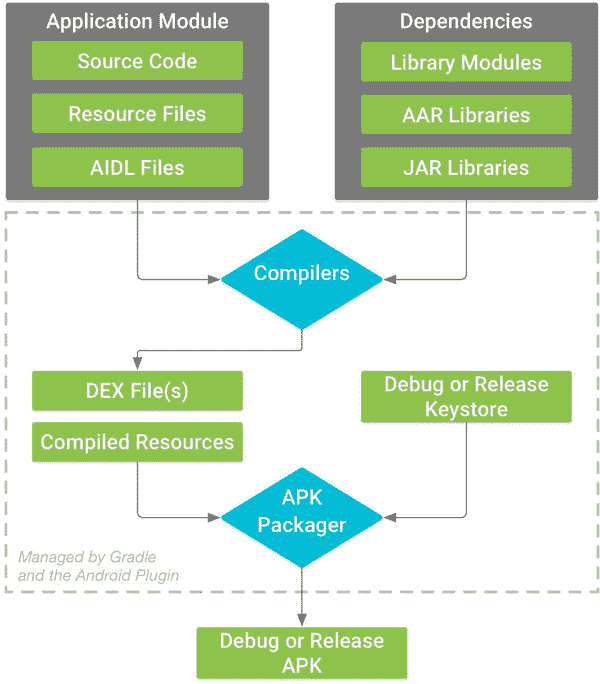 Application Module
Source Code
Resource Files
AIDL Files
Dependencies
Library Modules
AAR Libraries
JAR Libraries
Compilers
DEX File(s)
Compiled Resources
Debug or Release
Keystore
APK
Packager
Managed by Gradle
and the Android Plugin
Debug or Release
APK